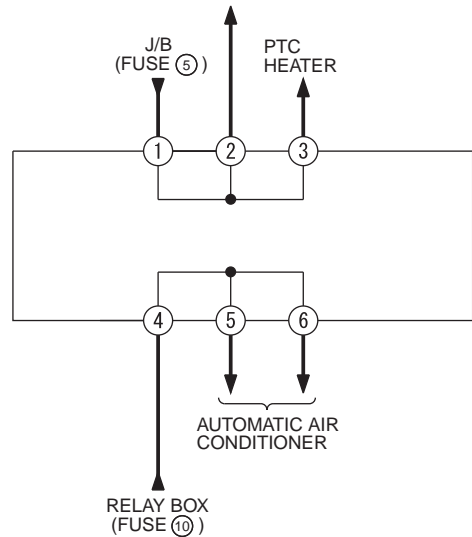 J/B
(FUSE ⑤)
PTC
HEATER
① ② ③
④ ⑤ ⑥
AUTOMATIC AIR
CONDITIONER
RELAY BOX
(FUSE ⑩)